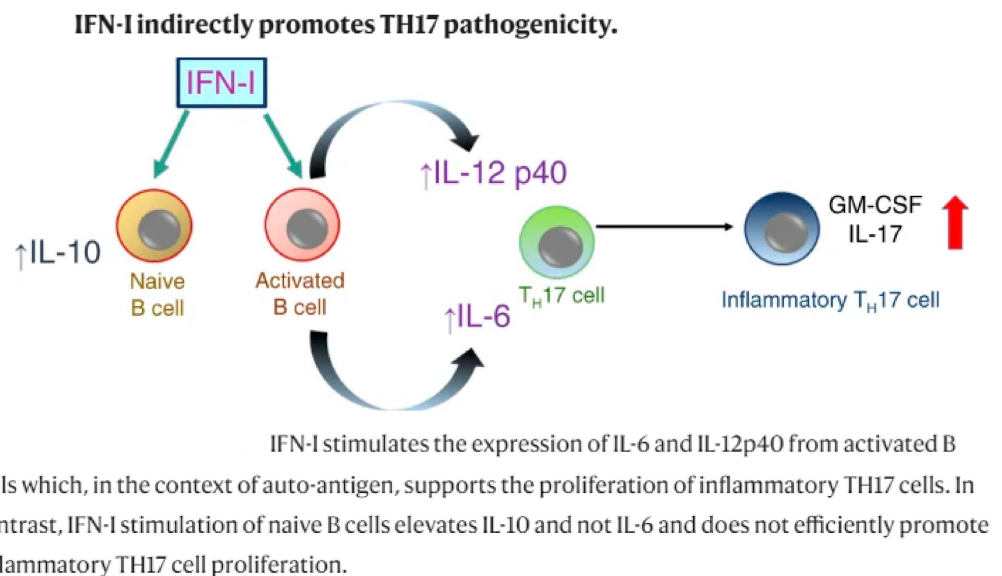 IFN-I indirectly promotes TH17 pathogenicity.
IFN-I
↑IL-12 p40
GM-CSF
IL-17
↑IL-10
Naive
B cell
Activated
B cell
TH17 cell
Inflammatory TH17 cell
↑IL-6
IFN-I stimulates the expression of IL-6 and IL-12p40 from activated B
ls which, in the context of auto-antigen, supports the proliferation of inflammatory TH17 cells. In
ntrast, IFN-I stimulation of naive B cells elevates IL-10 and not IL-6 and does not efficiently promote
lammatory TH17 cell proliferation.